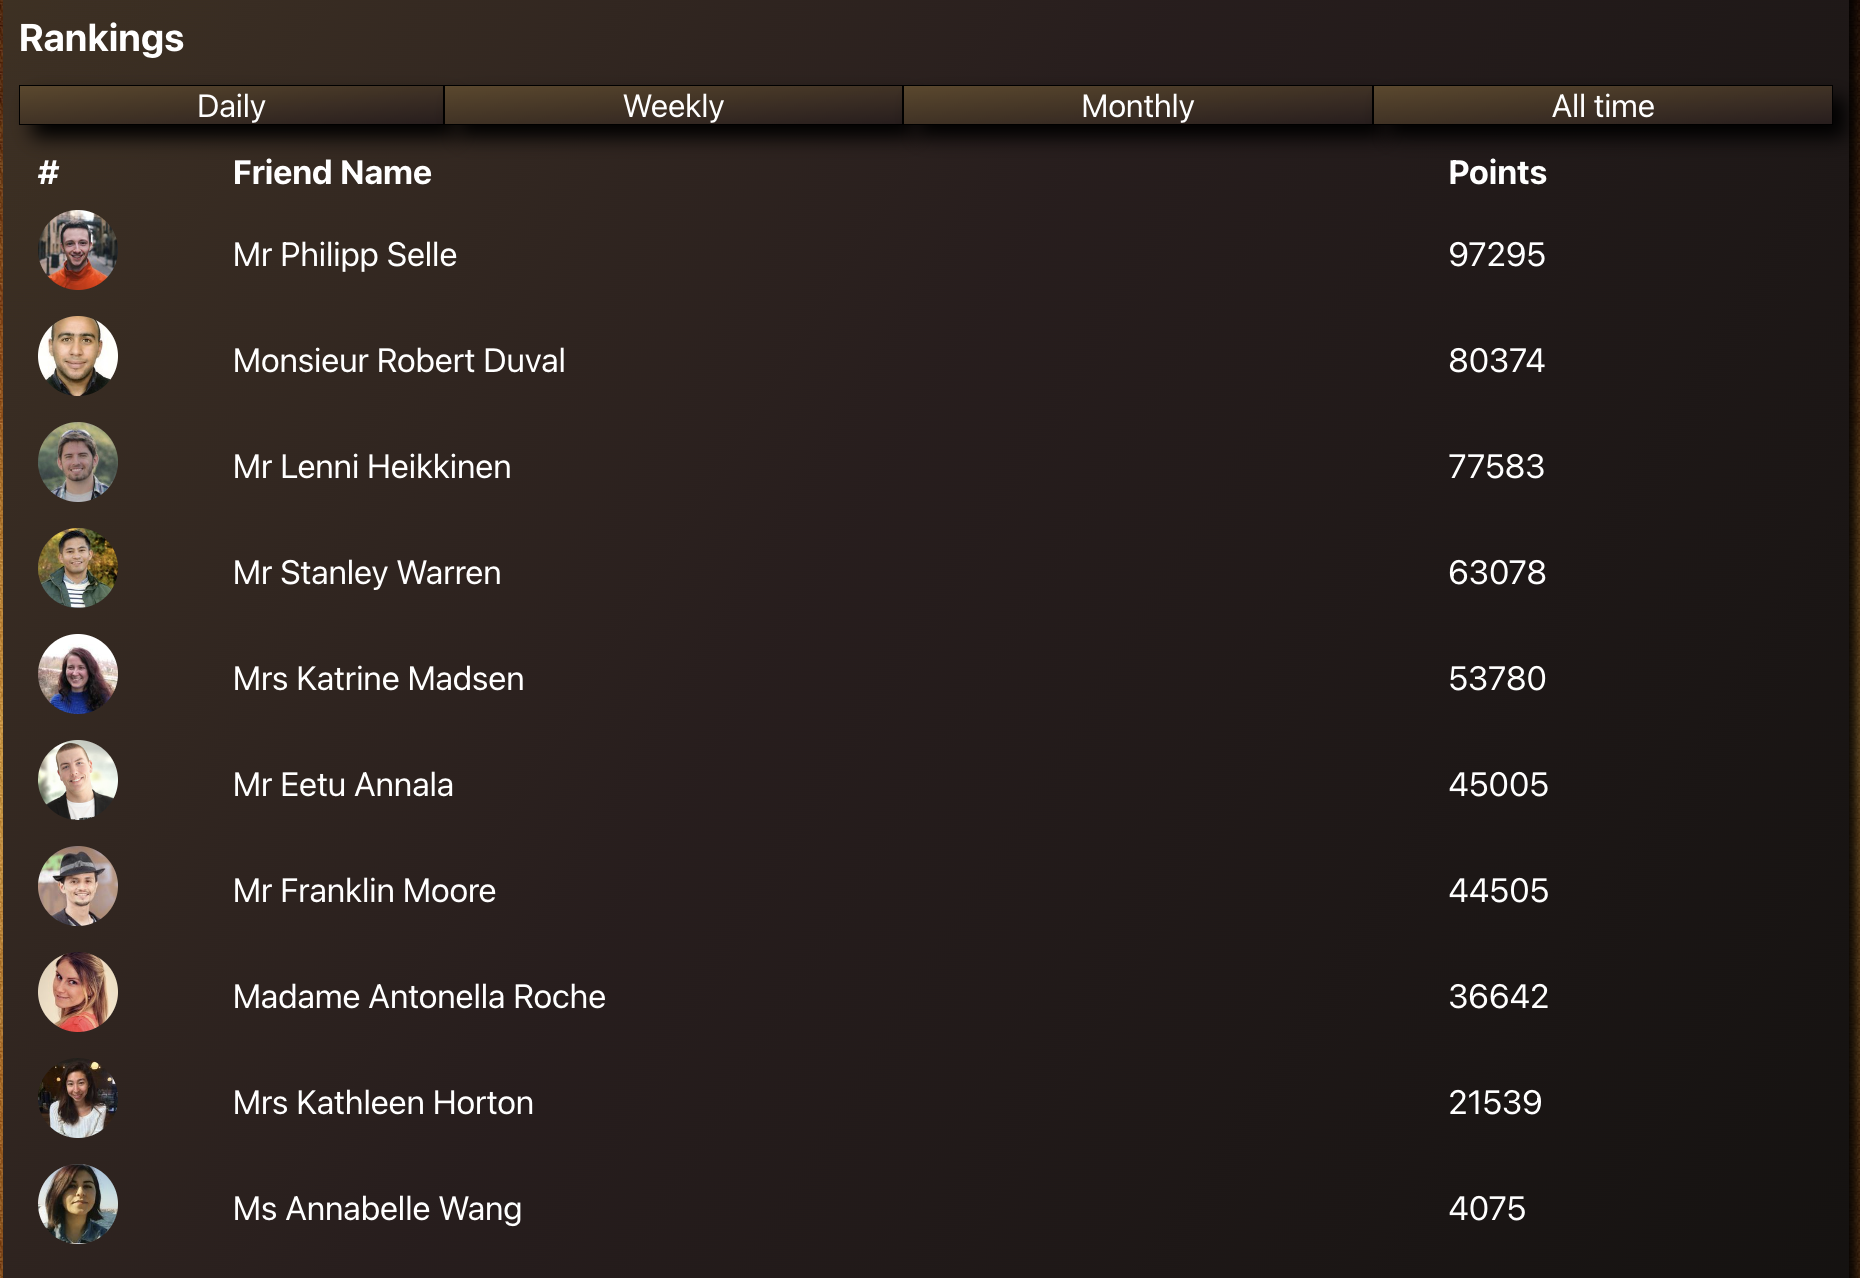 Rankings
Daily Weekly Monthly All time
# Friend Name Points
Mr Philipp Selle 97295
Monsieur Robert Duval 80374
Mr Lenni Heikkinen 77583
Mr Stanley Warren 63078
Mrs Katrine Madsen 53780
Mr Eetu Annala 45005
Mr Franklin Moore 44505
Madame Antonella Roche 36642
Mrs Kathleen Horton 21539
Ms Annabelle Wang 4075